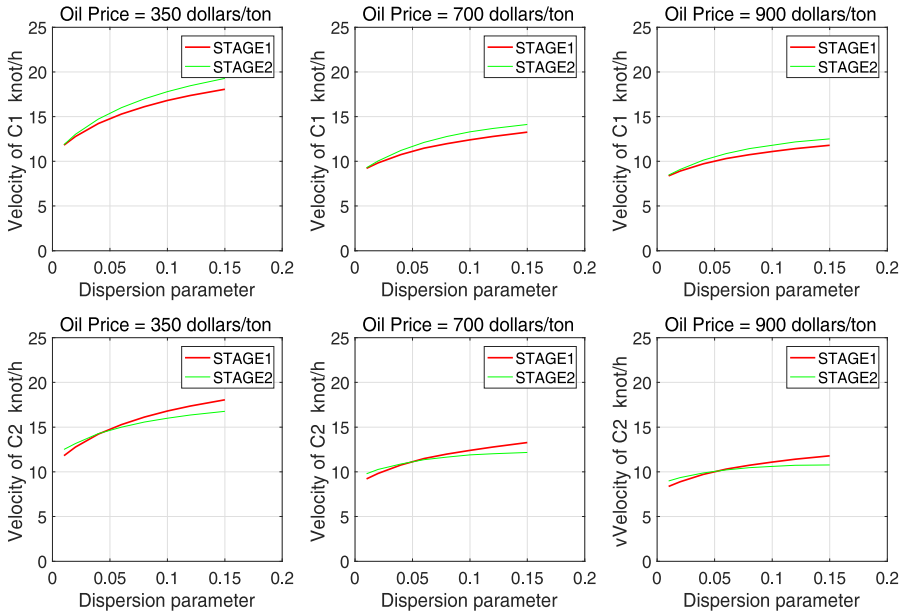 Oil Price = 350 dollars/ton
25
20
15
10
5
0
Velocity of C1 knot/h
STAGE1
STAGE2
0 0.05 0.1 0.15 0.2
Dispersion parameter
Oil Price = 700 dollars/ton
25
20
15
10
5
0
Velocity of C1 knot/h
STAGE1
STAGE2
0 0.05 0.1 0.15 0.2
Dispersion parameter
Oil Price = 900 dollars/ton
25
20
15
10
5
0
Velocity of C1 knot/h
STAGE1
STAGE2
0 0.05 0.1 0.15 0.2
Dispersion parameter
Oil Price = 350 dollars/ton
25
20
15
10
5
0
Velocity of C2 knot/h
STAGE1
STAGE2
0 0.05 0.1 0.15 0.2
Dispersion parameter
Oil Price = 700 dollars/ton
25
20
15
10
5
0
Velocity of C2 knot/h
STAGE1
STAGE2
0 0.05 0.1 0.15 0.2
Dispersion parameter
Oil Price = 900 dollars/ton
25
20
15
10
5
0
vVelocity of C2 knot/h
STAGE1
STAGE2
0 0.05 0.1 0.15 0.2
Dispersion parameter